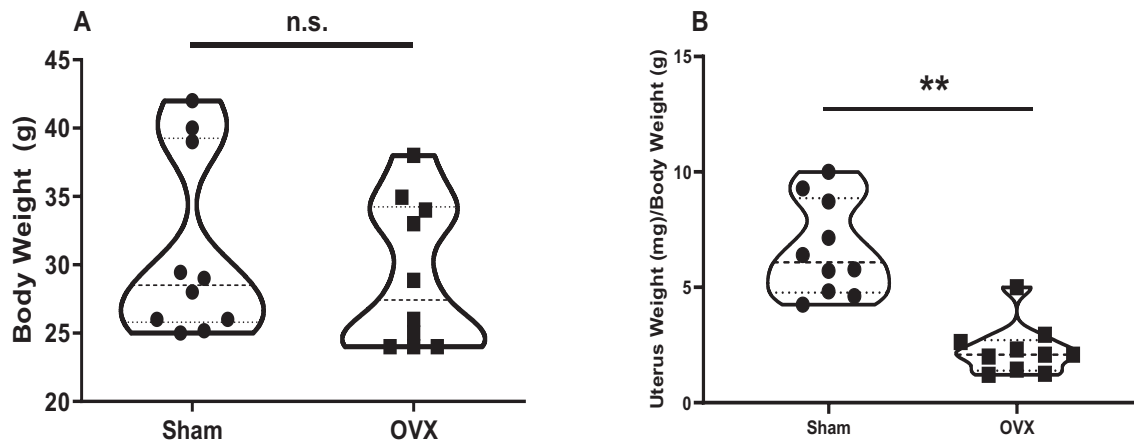 A
n.s.
Body Weight (g)
45
40
35
30
25
20
Sham
OVX
B
**
Uterus Weight (mg)/Body Weight (g)
15
10
5
0
Sham
OVX